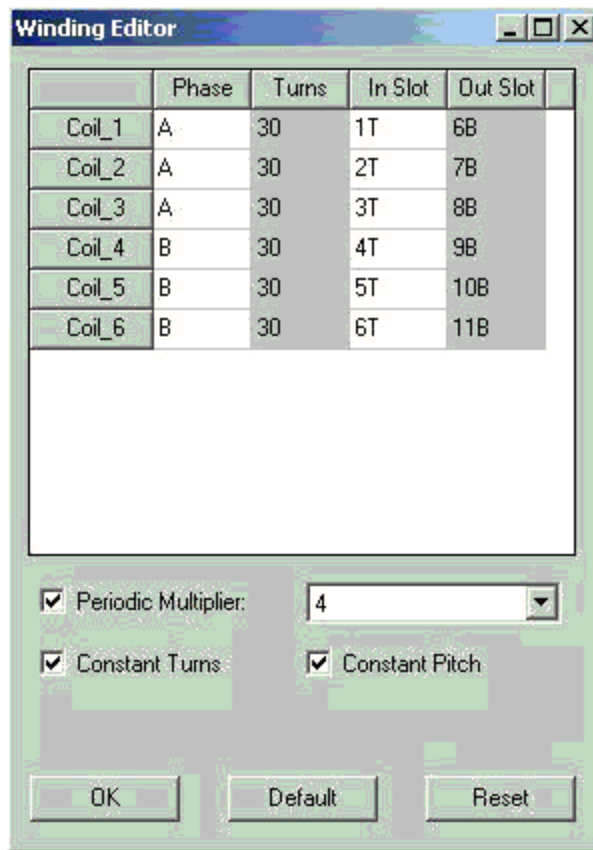 Winding Editor
Phase Turns In Slot Out Slot
Coil_1 A 30 1T 6B
Coil_2 A 30 2T 7B
Coil_3 A 30 3T 8B
Coil_4 B 30 4T 9B
Coil_5 B 30 5T 10B
Coil_6 B 30 6T 11B
Periodic Multiplier: 4
Constant Turns Constant Pitch
OK Default Reset